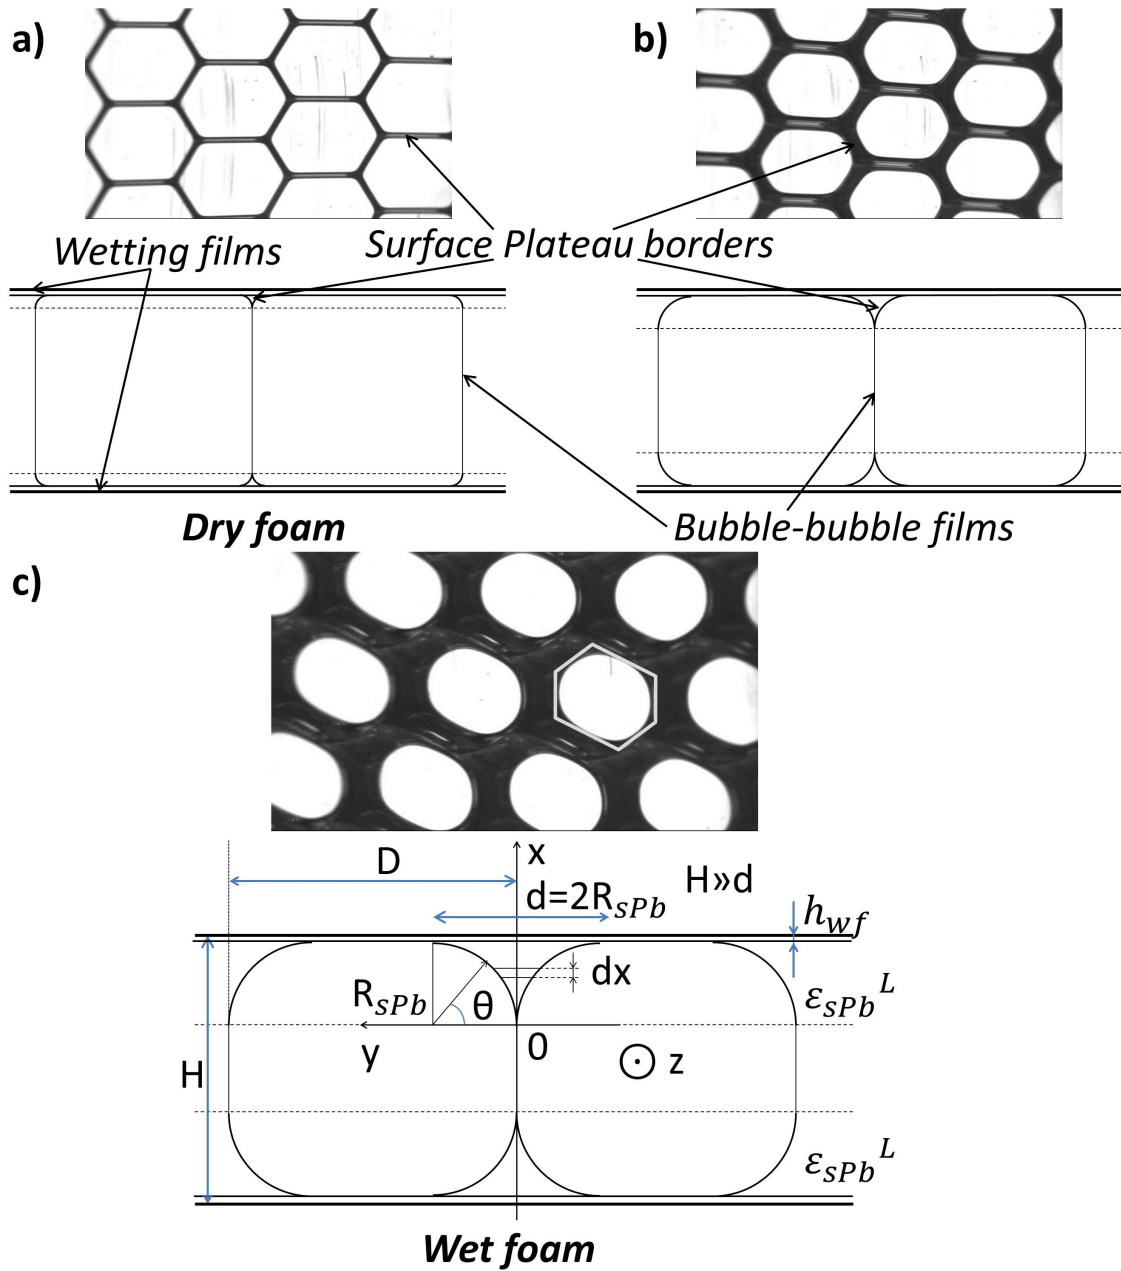 a)
b)
Wetting films
Surface Plateau borders
Dry foam
Bubble-bubble films
c)
D
x
H»d
d=2R_sPb
h_wf
dx
R_sPb
θ
ε_sPb^L
y
0
z
H
ε_sPb^L
Wet foam